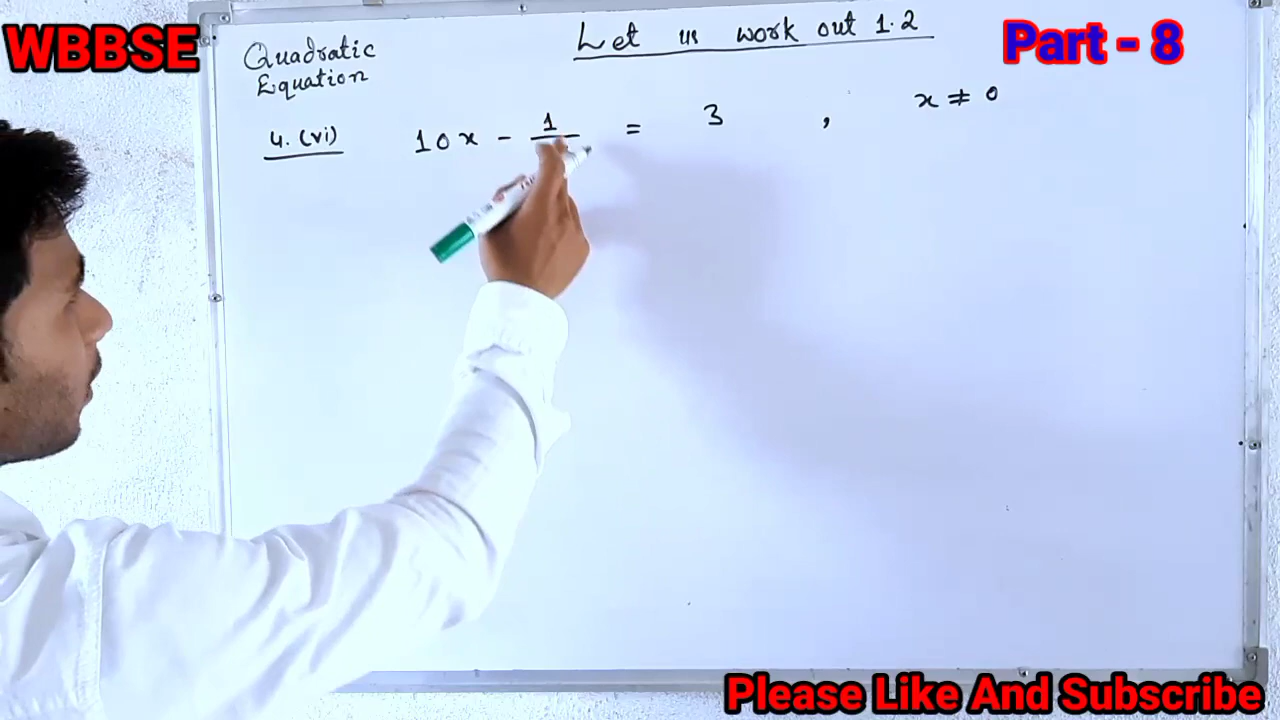 WBBSE
Quadratic
Equation
Let us work out 1.2
Part - 8
4. (vi) 10x - 1/ = 3 , x ≠ 0
Please Like And Subscribe